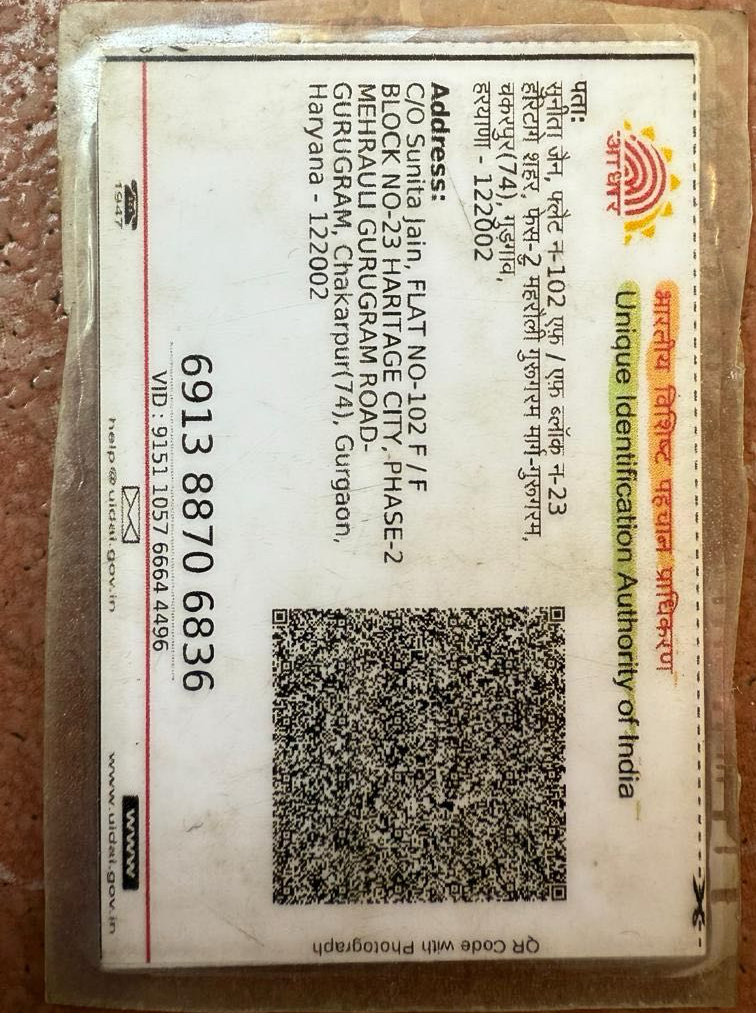 भारतीय विशिष्ट पहचान प्राधिकरण
Unique Identification Authority of India
आधार
पता:
सुनीता जैन, फ्लैट न-102 एफ / एफ ब्लॉक न-23
हरिटागे शहर, फेस-2 महरौली गुरूगरम मार्ग-गुरूगरम,
चकरपुर(74), गुड़गांव,
हरयाणा - 122002
Address:
C/O Sunita Jain, FLAT NO-102 F / F
BLOCK NO-23 HARITAGE CITY, PHASE-2
MEHRAULI GURUGRAM ROAD-
GURUGRAM, Chakarpur(74), Gurgaon,
Haryana - 122002
QR Code with Photograph
6913 8870 6836
VID : 9151 1057 6664 4496
1947
help@uidai.gov.in
www
www.uidai.gov.in